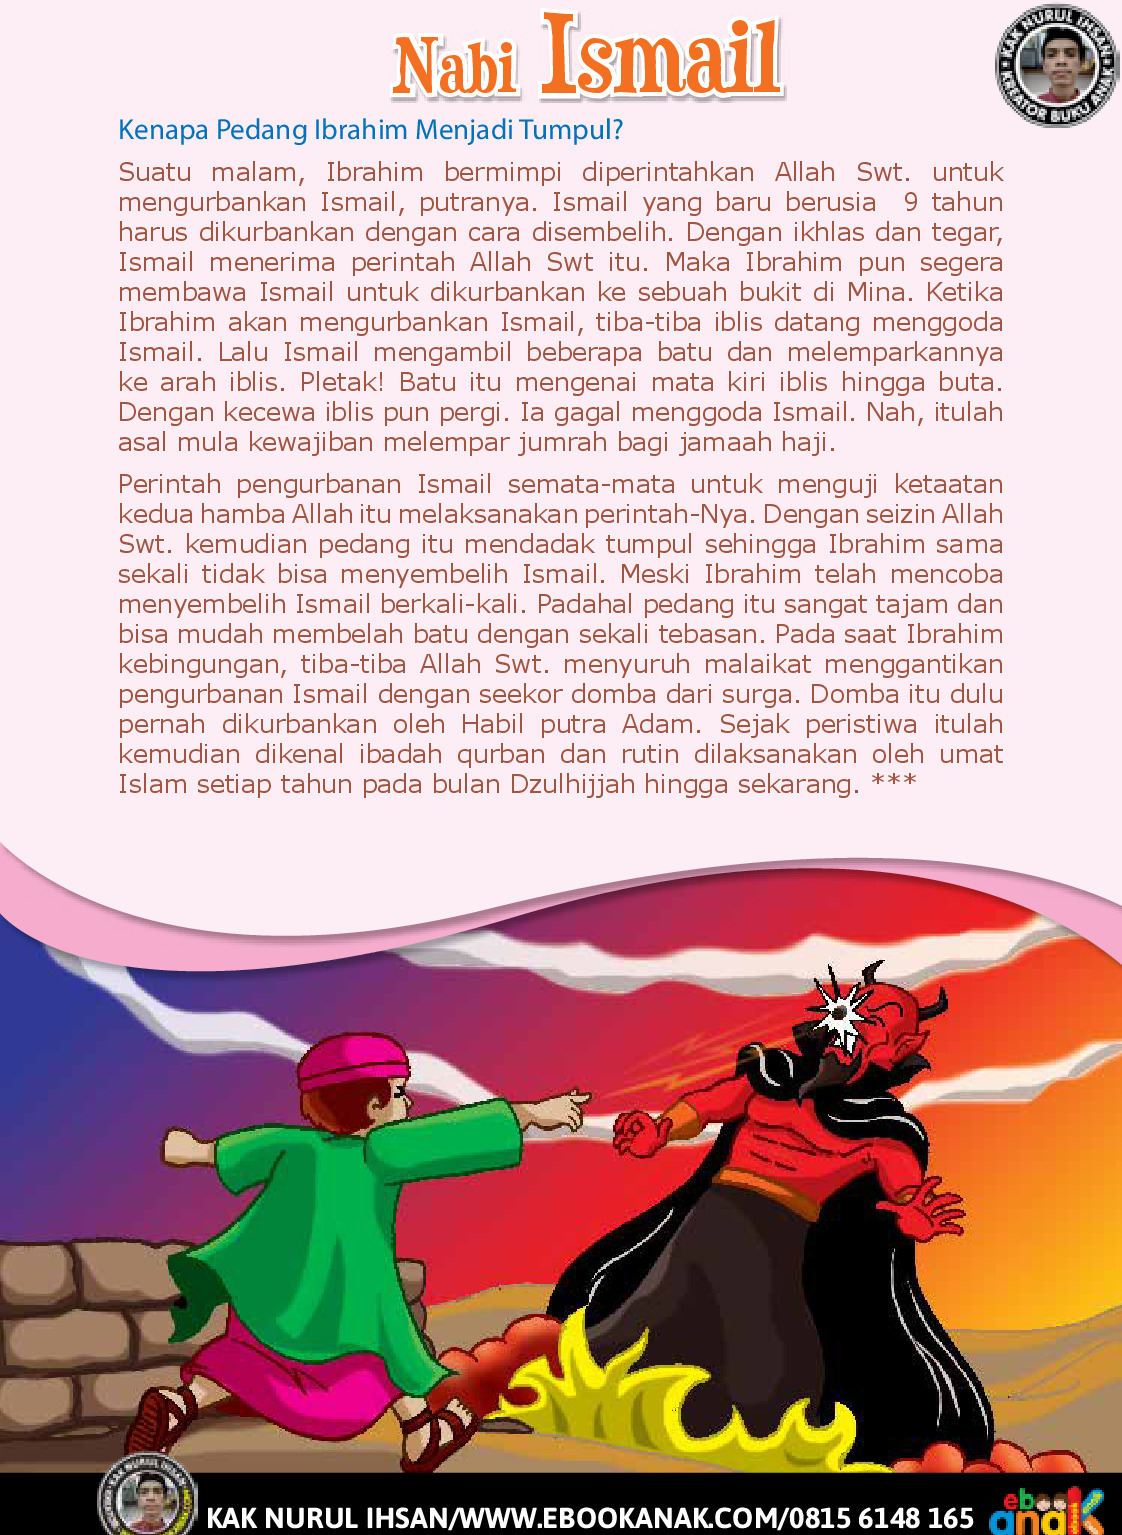 Nabi Ismail
KAK NURUL IHSAN
KREATOR BUKU ANAK
Kenapa Pedang Ibrahim Menjadi Tumpul?
Suatu malam, Ibrahim bermimpi diperintahkan Allah Swt. untuk
mengurbankan Ismail, putranya. Ismail yang baru berusia 9 tahun
harus dikurbankan dengan cara disembelih. Dengan ikhlas dan tegar,
Ismail menerima perintah Allah Swt itu. Maka Ibrahim pun segera
membawa Ismail untuk dikurbankan ke sebuah bukit di Mina. Ketika
Ibrahim akan mengurbankan Ismail, tiba-tiba iblis datang menggoda
Ismail. Lalu Ismail mengambil beberapa batu dan melemparkannya
ke arah iblis. Pletak! Batu itu mengenai mata kiri iblis hingga buta.
Dengan kecewa iblis pun pergi. Ia gagal menggoda Ismail. Nah, itulah
asal mula kewajiban melempar jumrah bagi jamaah haji.
Perintah pengurbanan Ismail semata-mata untuk menguji ketaatan
kedua hamba Allah itu melaksanakan perintah-Nya. Dengan seizin Allah
Swt. kemudian pedang itu mendadak tumpul sehingga Ibrahim sama
sekali tidak bisa menyembelih Ismail. Meski Ibrahim telah mencoba
menyembelih Ismail berkali-kali. Padahal pedang itu sangat tajam dan
bisa mudah membelah batu dengan sekali tebasan. Pada saat Ibrahim
kebingungan, tiba-tiba Allah Swt. menyuruh malaikat menggantikan
pengurbanan Ismail dengan seekor domba dari surga. Domba itu dulu
pernah dikurbankan oleh Habil putra Adam. Sejak peristiwa itulah
kemudian dikenal ibadah qurban dan rutin dilaksanakan oleh umat
Islam setiap tahun pada bulan Dzulhijjah hingga sekarang. ***
KAK NURUL IHSAN
KAK NURUL IHSAN/WWW.EBOOKANAK.COM/0815 6148 165
ebook
anak